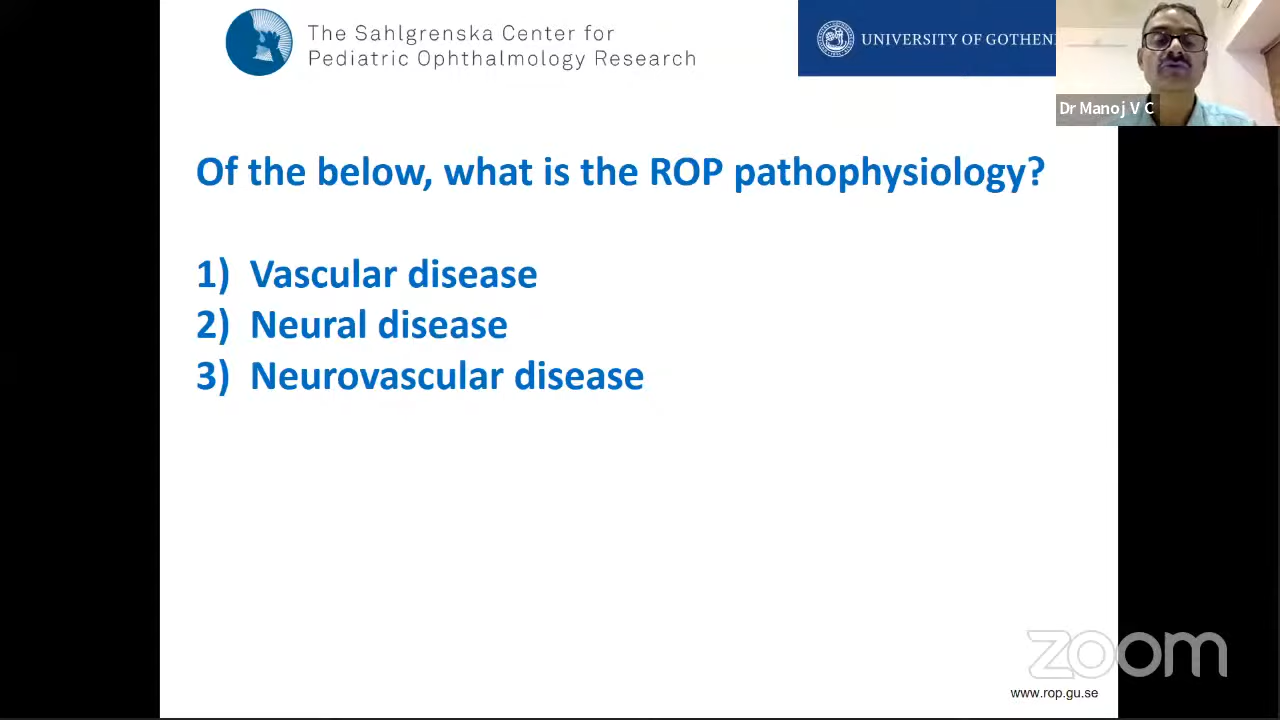 The Sahlgrenska Center for
Pediatric Ophthalmology Research
UNIVERSITY OF GOTHEN
Dr Manoj V C
Of the below, what is the ROP pathophysiology?
1) Vascular disease
2) Neural disease
3) Neurovascular disease
zoom
www.rop.gu.se